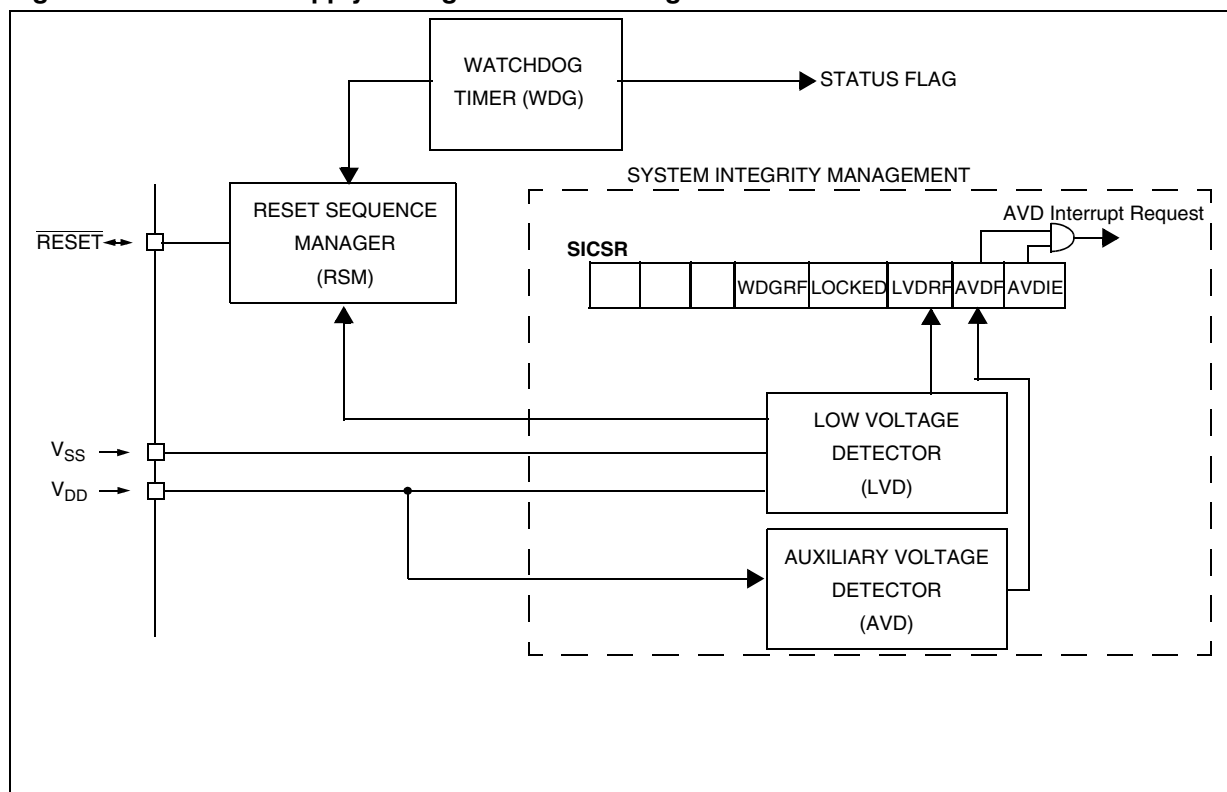 WATCHDOG
TIMER (WDG)
STATUS FLAG
SYSTEM INTEGRITY MANAGEMENT
RESET SEQUENCE
MANAGER
(RSM)
RESET
AVD Interrupt Request
SICSR
WDGRF LOCKED LVDRF AVDF AVDIE
LOW VOLTAGE
DETECTOR
(LVD)
VSS
VDD
AUXILIARY VOLTAGE
DETECTOR
(AVD)